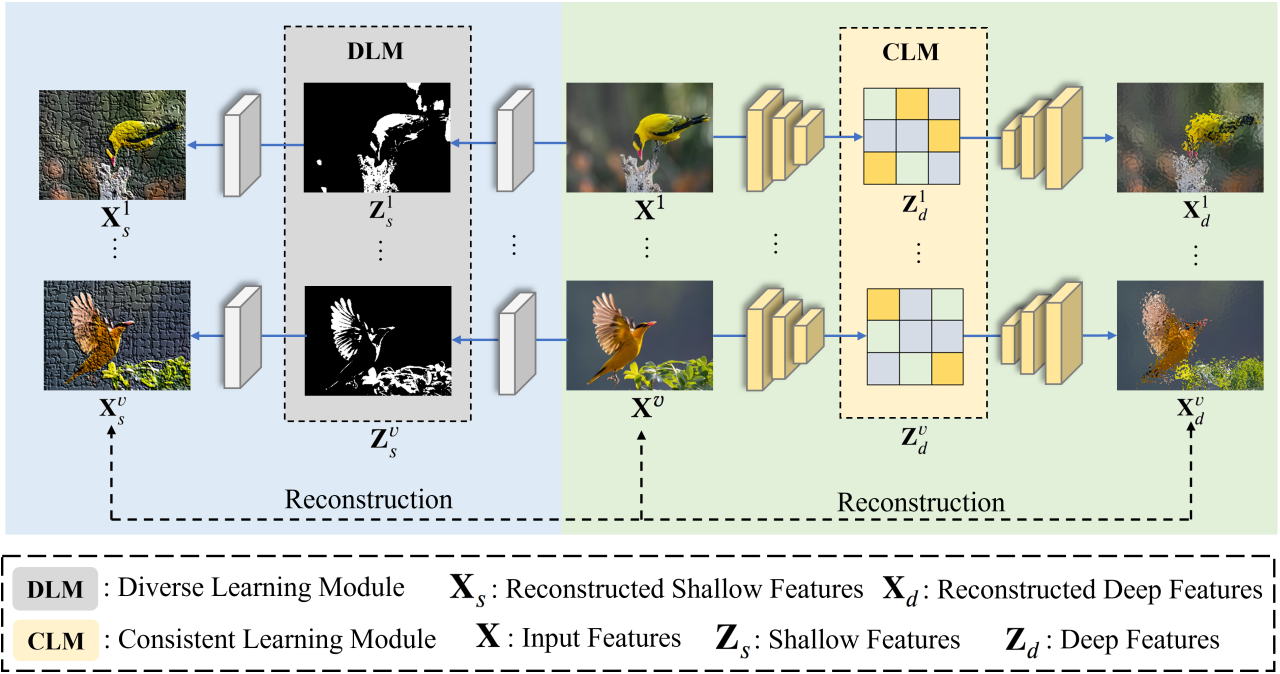 DLM
CLM
X_s^1
Z_s^1
X^1
Z_d^1
X_d^1
X_s^v
Z_s^v
X^v
Z_d^v
X_d^v
Reconstruction
Reconstruction
DLM : Diverse Learning Module
X_s : Reconstructed Shallow Features
X_d : Reconstructed Deep Features
CLM : Consistent Learning Module
X : Input Features
Z_s : Shallow Features
Z_d : Deep Features